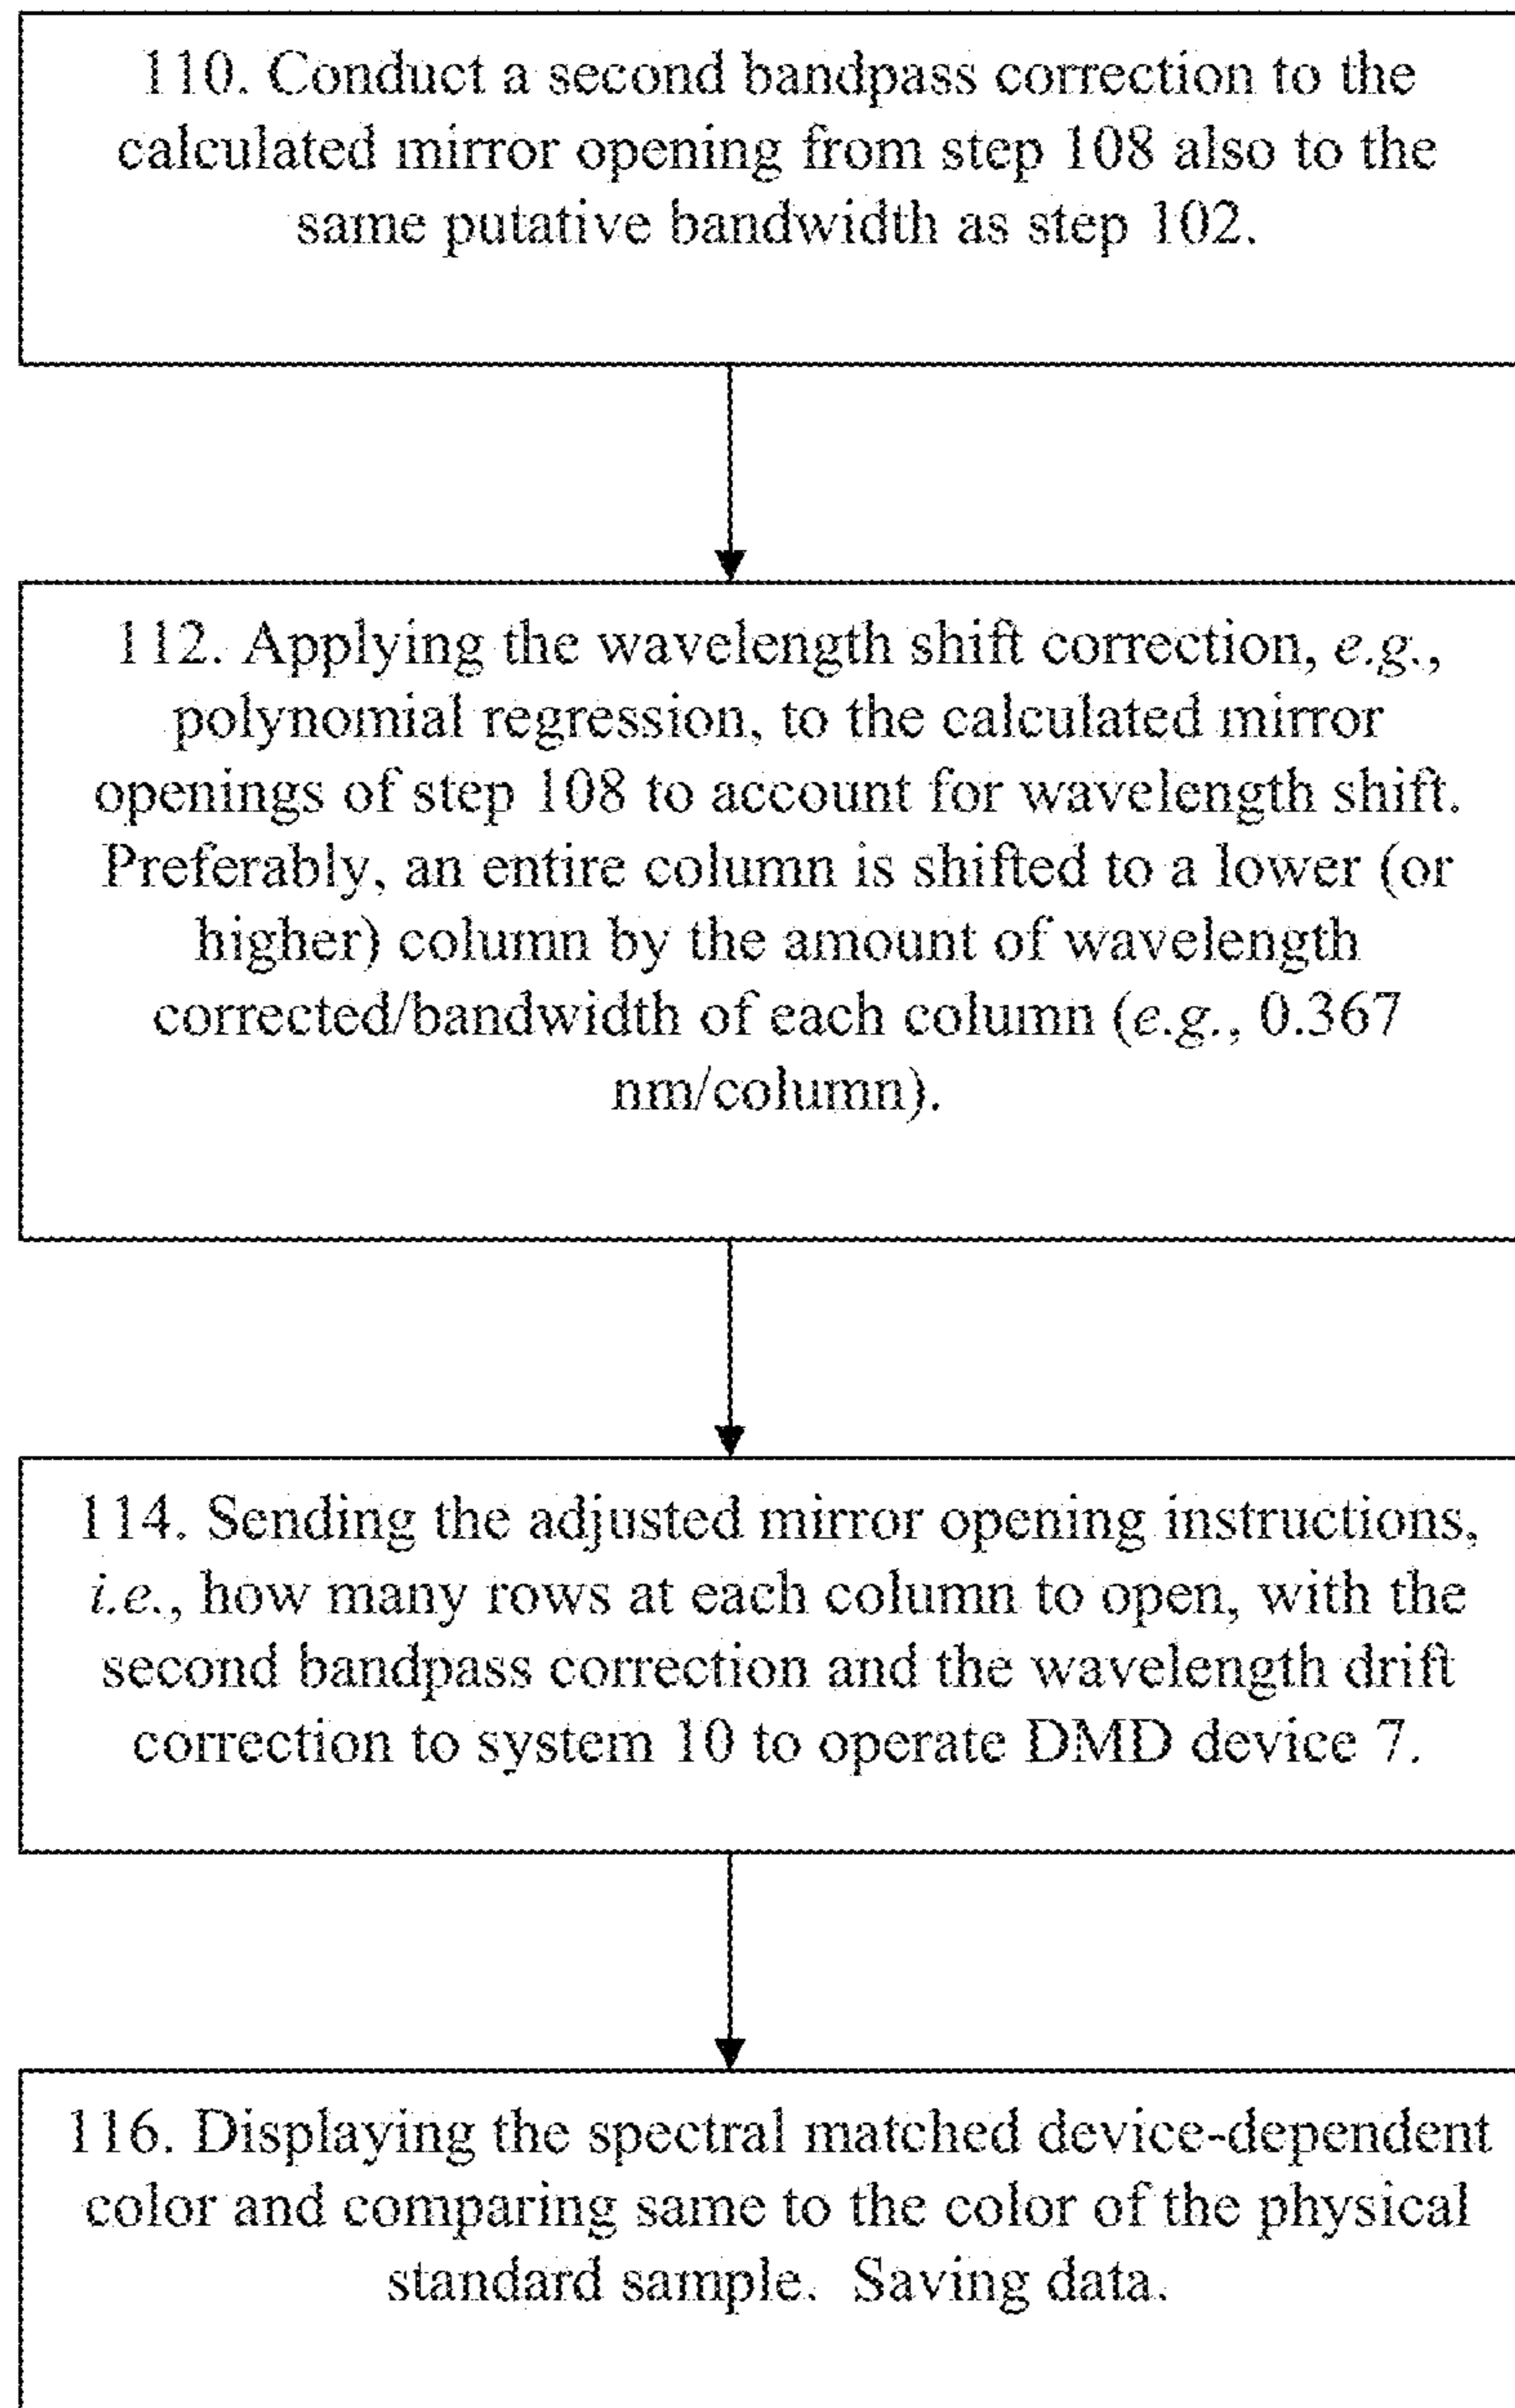 110. Conduct a second bandpass correction to the
calculated mirror opening from step 108 also to the
same putative bandwidth as step 102.
112. Applying the wavelength shift correction, e.g.,
polynomial regression, to the calculated mirror
openings of step 108 to account for wavelength shift.
Preferably, an entire column is shifted to a lower (or
higher) column by the amount of wavelength
corrected/bandwidth of each column (e.g., 0.367
nm/column).
114. Sending the adjusted mirror opening instructions,
i.e., how many rows at each column to open, with the
second bandpass correction and the wavelength drift
correction to system 10 to operate DMD device 7.
116. Displaying the spectral matched device-dependent
color and comparing same to the color of the physical
standard sample. Saving data.